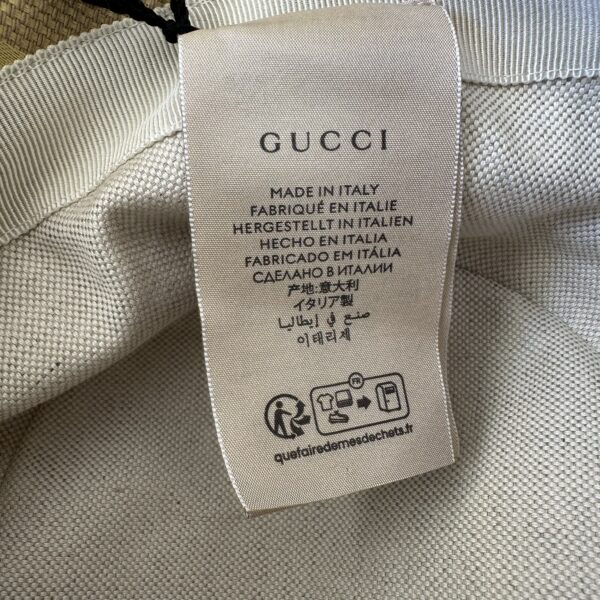 GUCCI
MADE IN ITALY
FABRIQUÉ EN ITALIE
HERGESTELLT IN ITALIEN
HECHO EN ITALIA
FABRICADO EM ITÁLIA
СДЕЛАНО В ИТАЛИИ
产地:意大利
イタリア製
صنع في إيطاليا
이태리제
FR
quefairedemesdechets.fr